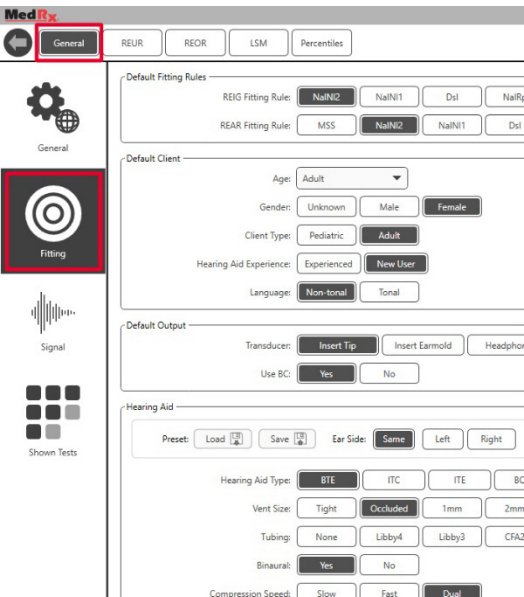 MedRx
General REUR REOR LSM Percentiles
General
Fitting
Signal
Shown Tests
Default Fitting Rules
REIG Fitting Rule: NalNl2 NalNl1 Dsl NalRp
REAR Fitting Rule: MSS NalNl2 NalNl1 Dsl
Default Client
Age: Adult
Gender: Unknown Male Female
Client Type: Pediatric Adult
Hearing Aid Experience: Experienced New User
Language: Non-tonal Tonal
Default Output
Transducer: Insert Tip Insert Earmold Headphon
Use BC: Yes No
Hearing Aid
Preset: Load Save Ear Side: Same Left Right
Hearing Aid Type: BTE ITC ITE BC
Vent Size: Tight Occluded 1mm 2mm
Tubing: None Libby4 Libby3 CFA2
Binaural: Yes No
Compression Speed: Slow Fast Dual